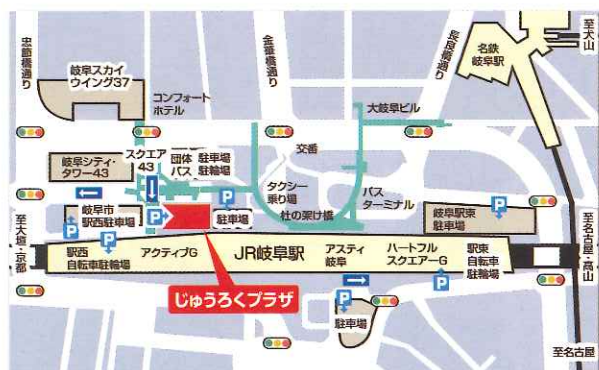 忠節橋通り
金華橋通り
長良橋通り
至犬山
名鉄
岐阜駅
岐阜スカイ
ウイング37
コンフォート
ホテル
大岐阜ビル
交番
岐阜シティ・
タワー43
スクエア
43
団体
バス
駐車場
駐輪場
P
タクシー
乗り場
バス
ターミナル
杜の架け橋
P
岐阜市
駅西駐車場
P
P
駐車場
岐阜駅東
駐車場
P
至大垣・京都
至名古屋・高山
P
駅西
自転車駐輪場
アクティブG
JR岐阜駅
アスティ
岐阜
ハートフル
スクエアーG
駅東
自転車
駐輪場
P
じゅうろくプラザ
P
駐車場
P
至名古屋